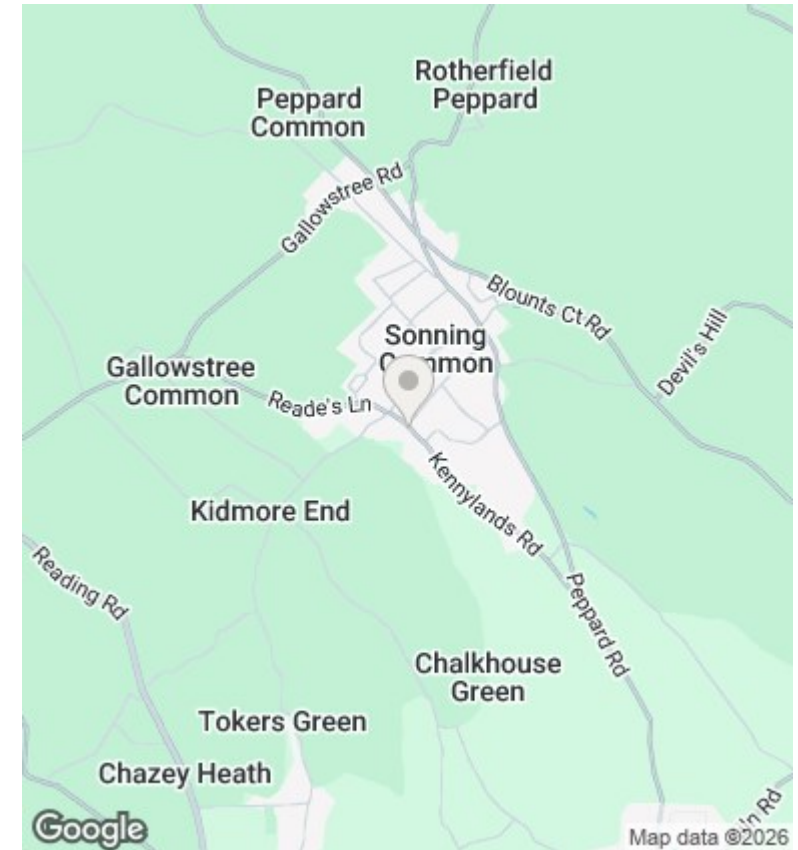 Rotherfield
Peppard
Peppard
Common
Gallowstree Rd
Blounts Ct Rd
Devil's Hill
Sonning
Gallowstree
Common
Reade's Ln
Kennylands Rd
Kidmore End
Reading Rd
Peppard Rd
Chalkhouse
Green
Tokers Green
Chazey Heath
Rd
Google
Map data ©2026